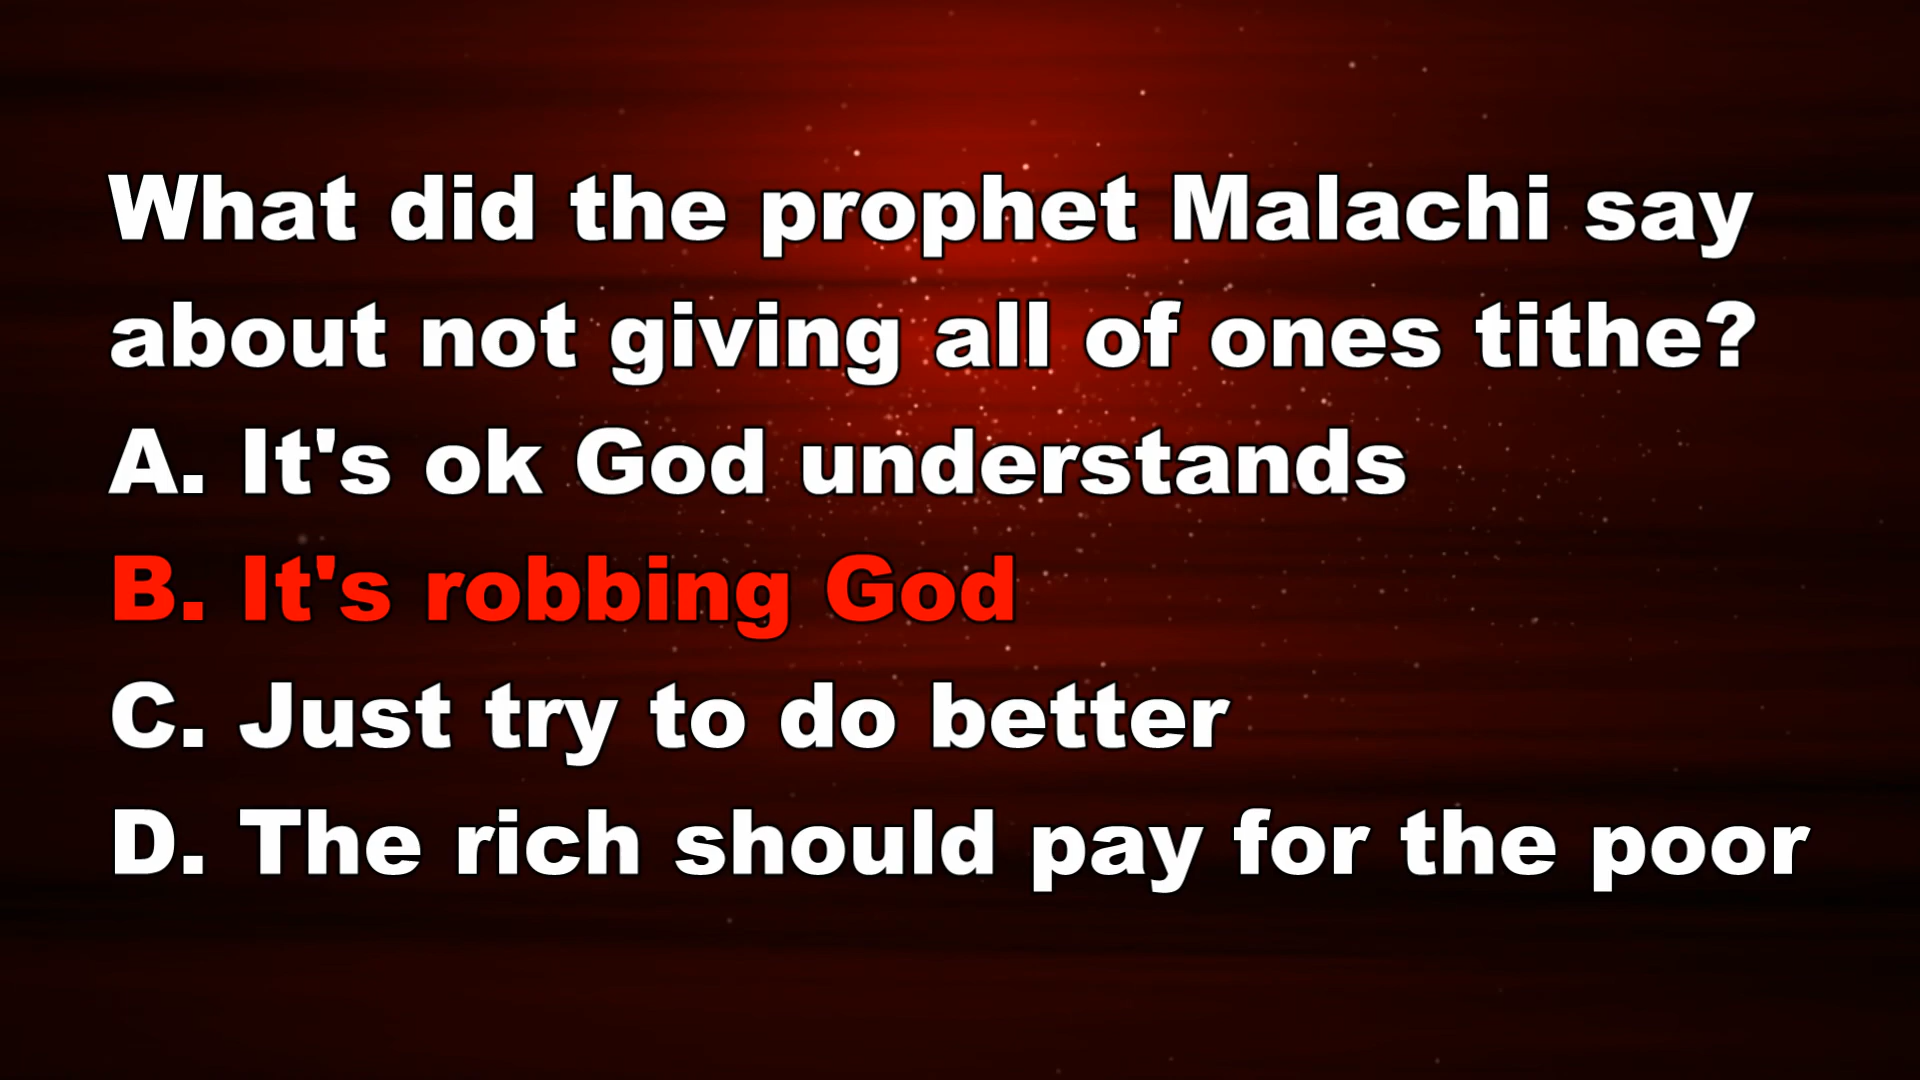 What did the prophet Malachi say
about not giving all of ones tithe?
A. It's ok God understands
B. It's robbing God
C. Just try to do better
D. The rich should pay for the poor